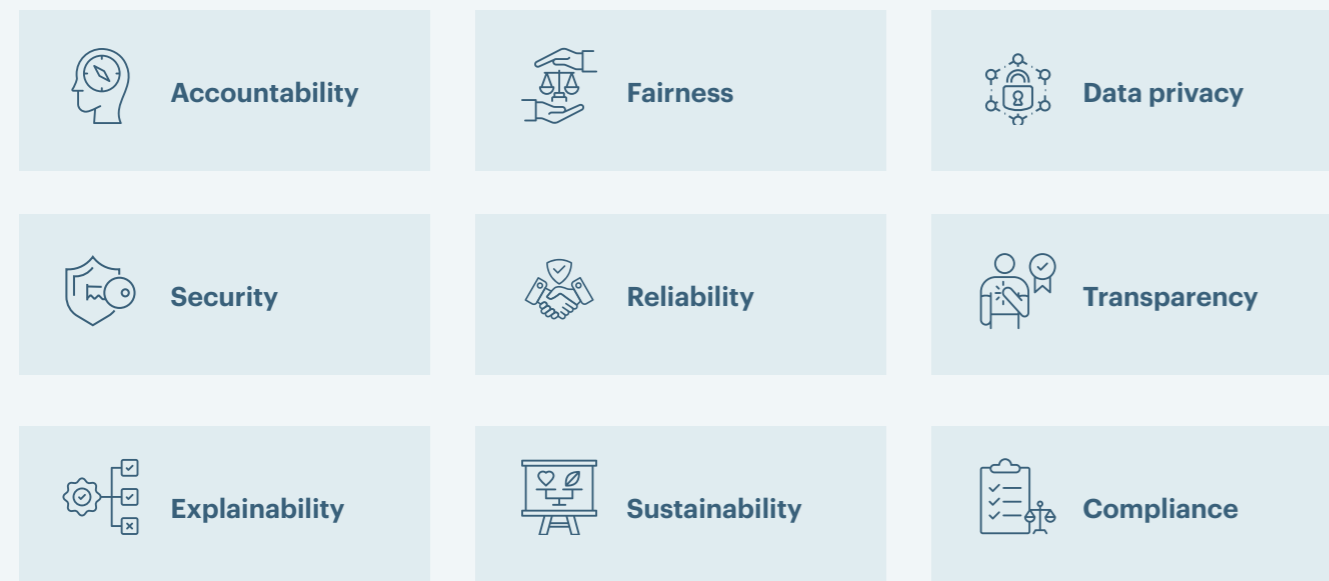 Accountability
Fairness
Data privacy
Security
Reliability
Transparency
Explainability
Sustainability
Compliance